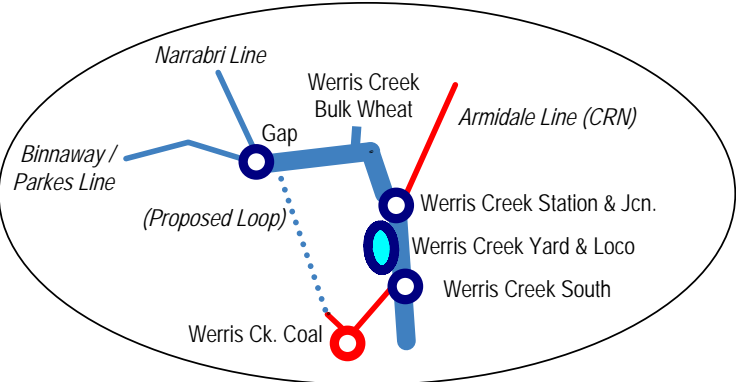 Narrabri Line
Werris Creek
Bulk Wheat
Armidale Line (CRN)
Gap
Binnaway /
Parkes Line
(Proposed Loop)
Werris Creek Station & Jcn.
Werris Creek Yard & Loco
Werris Creek South
Werris Ck. Coal